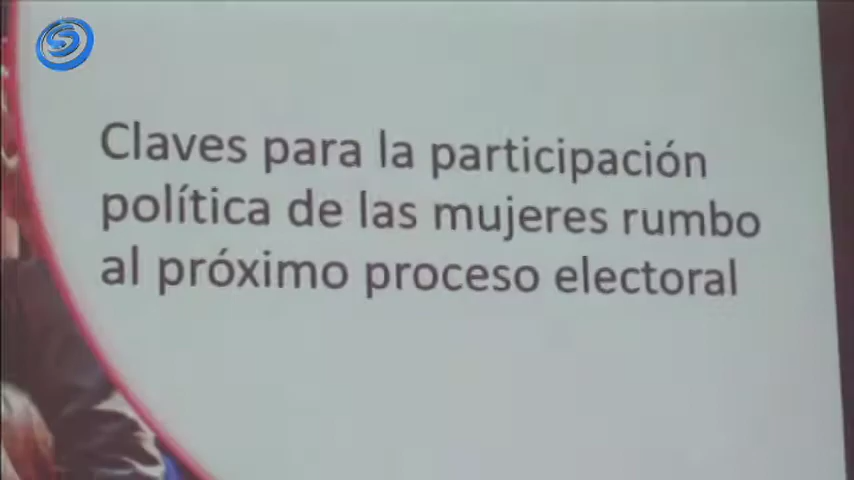 Claves para la participación
política de las mujeres rumbo
al próximo proceso electoral